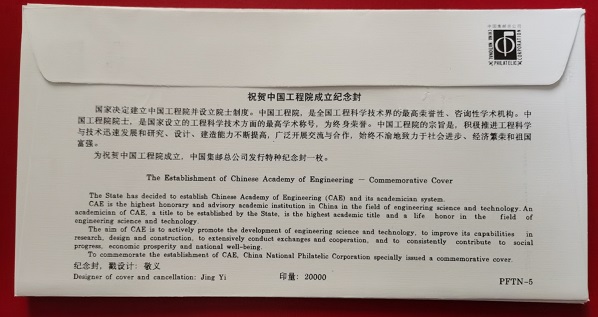 中国集邮总公司
CHINA NATIONAL
PHILATELIC
CORPORATION
祝贺中国工程院成立纪念封
国家决定建立中国工程院并设立院士制度。中国工程院，是全国工程科学技术界的最高荣誉性、咨询性学术机构。中
国工程院院士，是国家设立的工程科学技术方面的最高学术称号，为终身荣誉。中国工程院的宗旨是，积极推进工程科学
与技术迅速发展和研究、设计、建造能力不断提高，广泛开展交流与合作，始终不渝地致力于社会进步、经济繁荣和祖国
富强。
为祝贺中国工程院成立，中国集邮总公司发行特种纪念封一枚。
The Establishment of Chinese Academy of Engineering — Commemorative Cover
The State has decided to establish Chinese Academy of Engineering (CAE) and its academician system.
CAE is the highest honorary and advisory academic institution in China in the field of engineering science and technology. An
academician of CAE, a title to be established by the State, is the highest academic title and a life honor in the field of
engineering science and technology.
The aim of CAE is to actively promote the development of engineering science and technology, to improve its capabilities in
research, design and construction, to extensively conduct exchanges and cooperation, and to consistently contribute to social
progress, economic prosperity and national well-being.
To commemorate the establishment of CAE, China National Philatelic Corporation specially issued a commemorative cover.
纪念封、戳设计：敬义
Designer of cover and cancellation: Jing Yi
印量：20000
PFTN-5